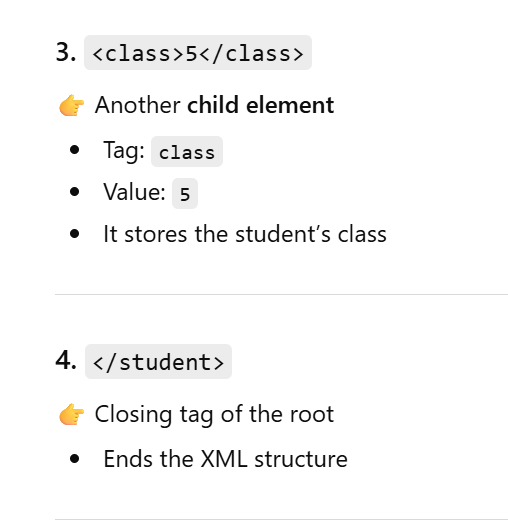 3. <class>5</class>
👉 Another child element
• Tag: class
• Value: 5
• It stores the student’s class
4. </student>
👉 Closing tag of the root
• Ends the XML structure